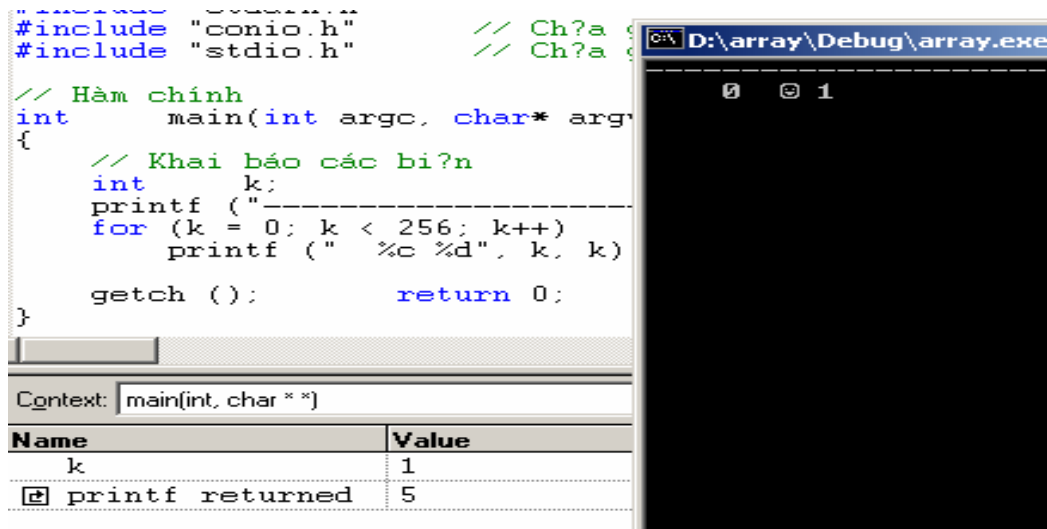 #include "conio.h" // Ch?a
#include "stdio.h" // Ch?a
// Hàm chính
int main(int argc, char* argv
{
// Khai báo các bi?n
int k;
printf ("-----------------------
for (k = 0; k < 256; k++)
printf (" %c %d", k, k)
getch (); return 0;
}
Context: main(int, char * *)
Name Value
k 1
printf returned 5
D:\array\Debug\array.exe
----------------------
0 ☺ 1